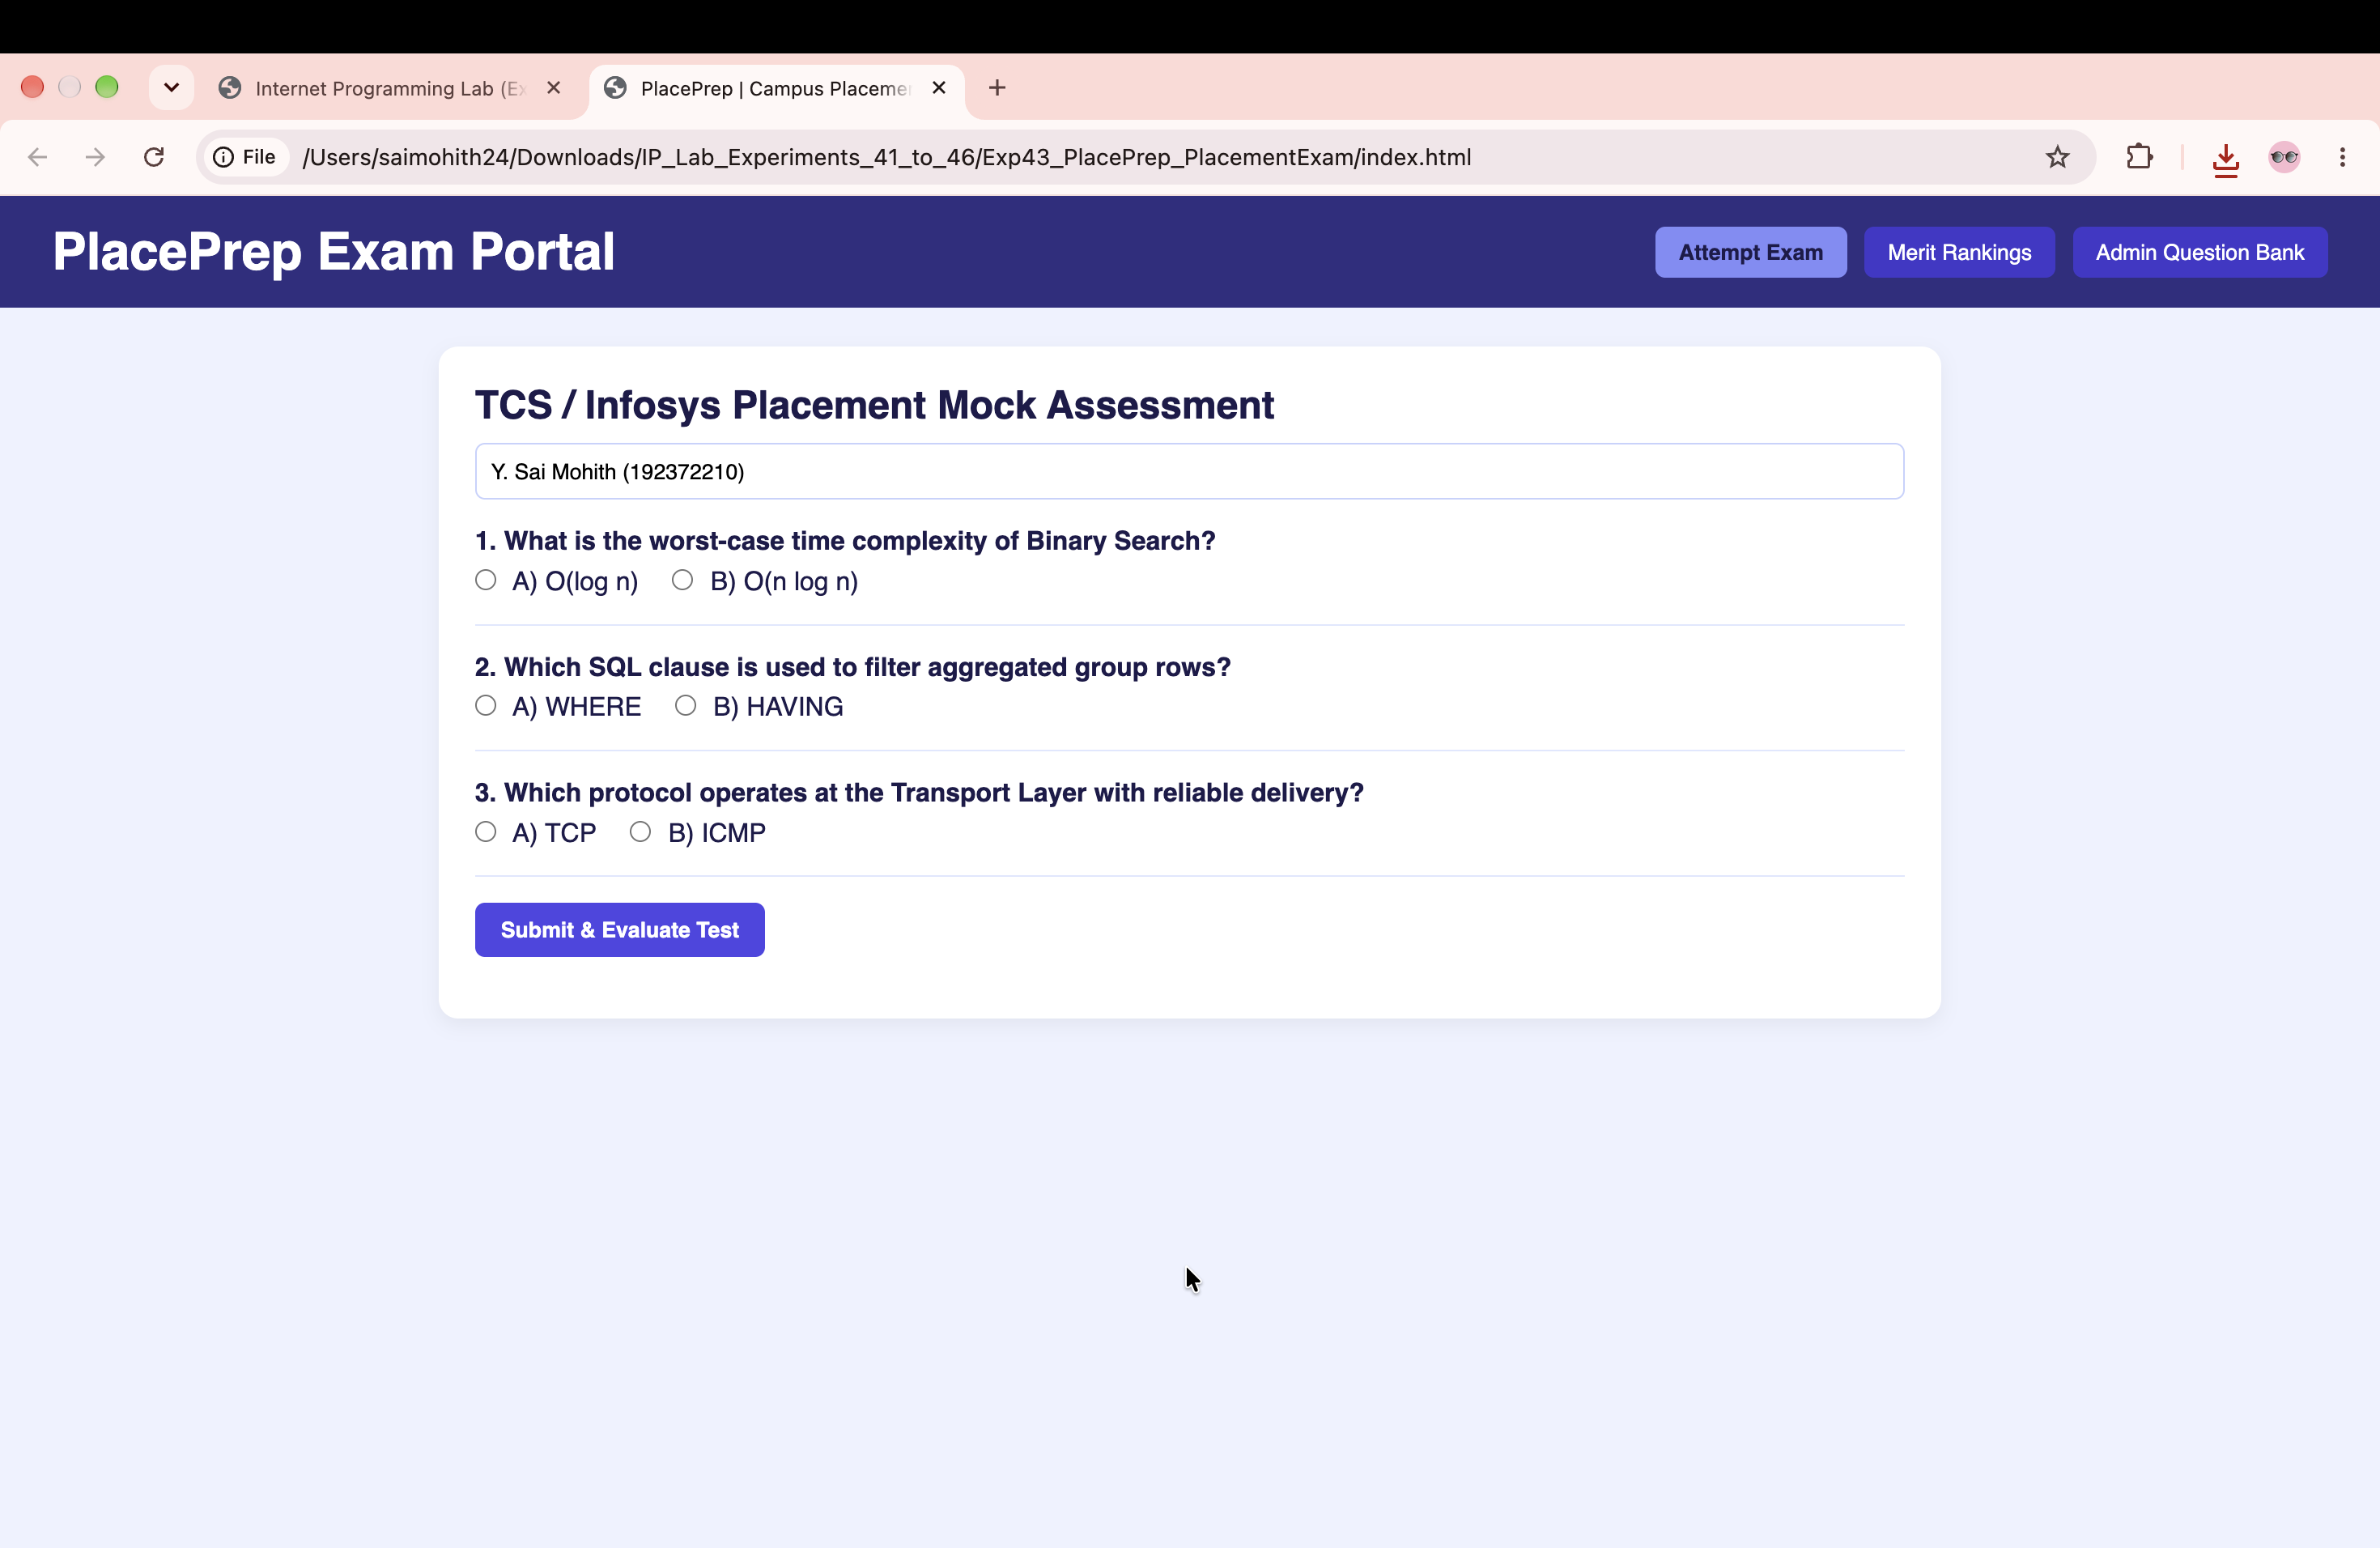 Internet Programming Lab (Ex
PlacePrep | Campus Placemen
File /Users/saimohith24/Downloads/IP_Lab_Experiments_41_to_46/Exp43_PlacePrep_PlacementExam/index.html
PlacePrep Exam Portal
Attempt Exam
Merit Rankings
Admin Question Bank
TCS / Infosys Placement Mock Assessment
Y. Sai Mohith (192372210)
1. What is the worst-case time complexity of Binary Search?
A) O(log n) B) O(n log n)
2. Which SQL clause is used to filter aggregated group rows?
A) WHERE B) HAVING
3. Which protocol operates at the Transport Layer with reliable delivery?
A) TCP B) ICMP
Submit & Evaluate Test